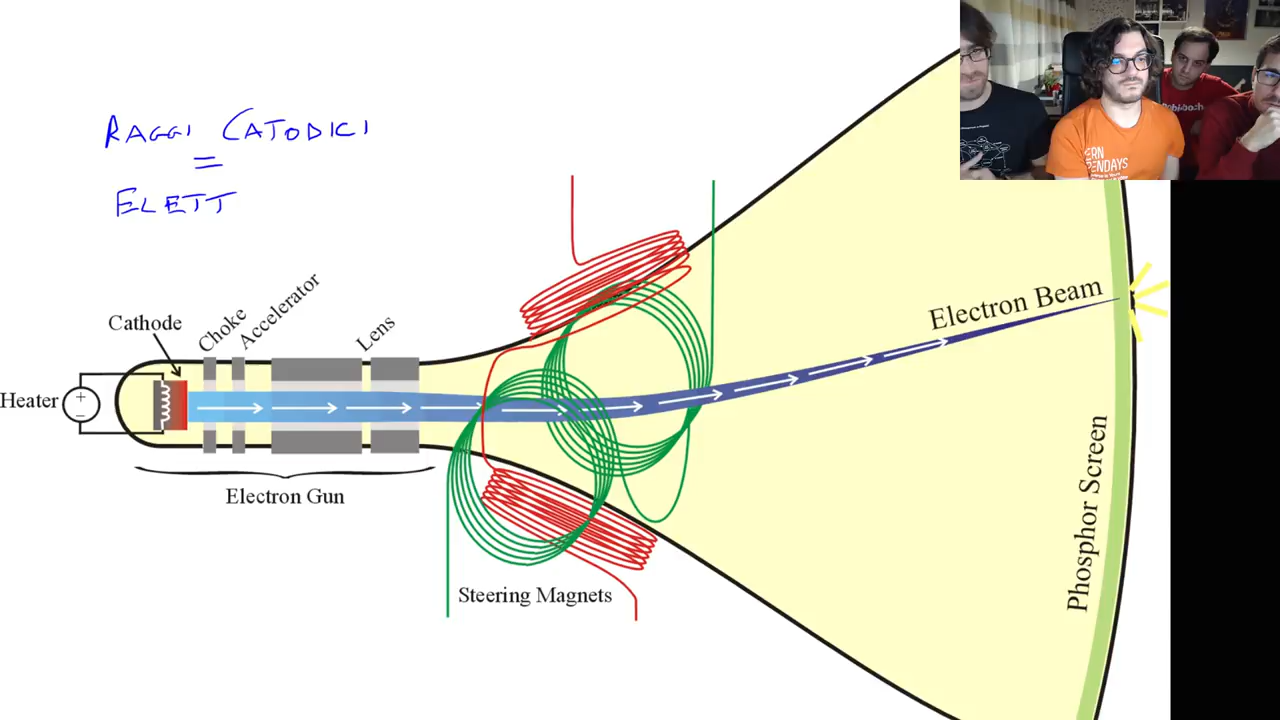 RAGGI CATODICI
=
ELETT
Cathode
Choke
Accelerator
Lens
Heater
+
−
Electron Gun
Steering Magnets
Electron Beam
Phosphor Screen